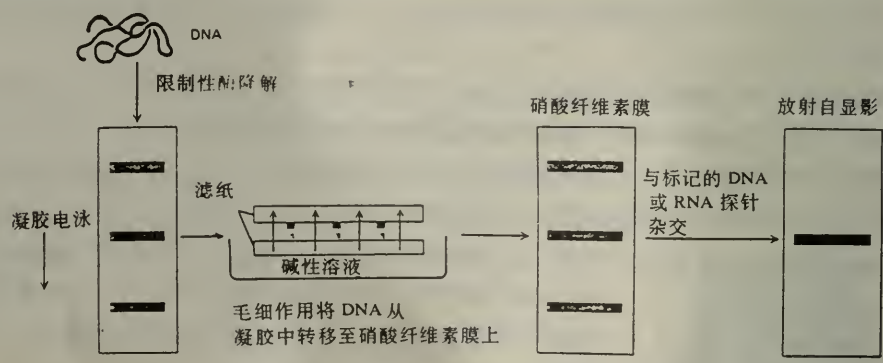 DNA
限制性酶降解
硝酸纤维素膜
放射自显影
滤纸
与标记的 DNA
或 RNA 探针
杂交
凝胶电泳
碱性溶液
毛细作用将 DNA 从
凝胶中转移至硝酸纤维素膜上